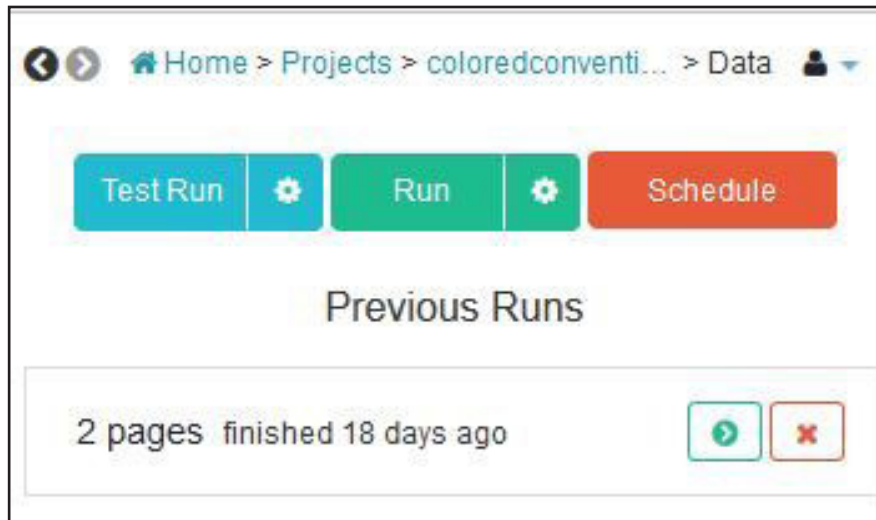 Home > Projects > coloredconventi... > Data
Test Run Run Schedule
Previous Runs
2 pages finished 18 days ago